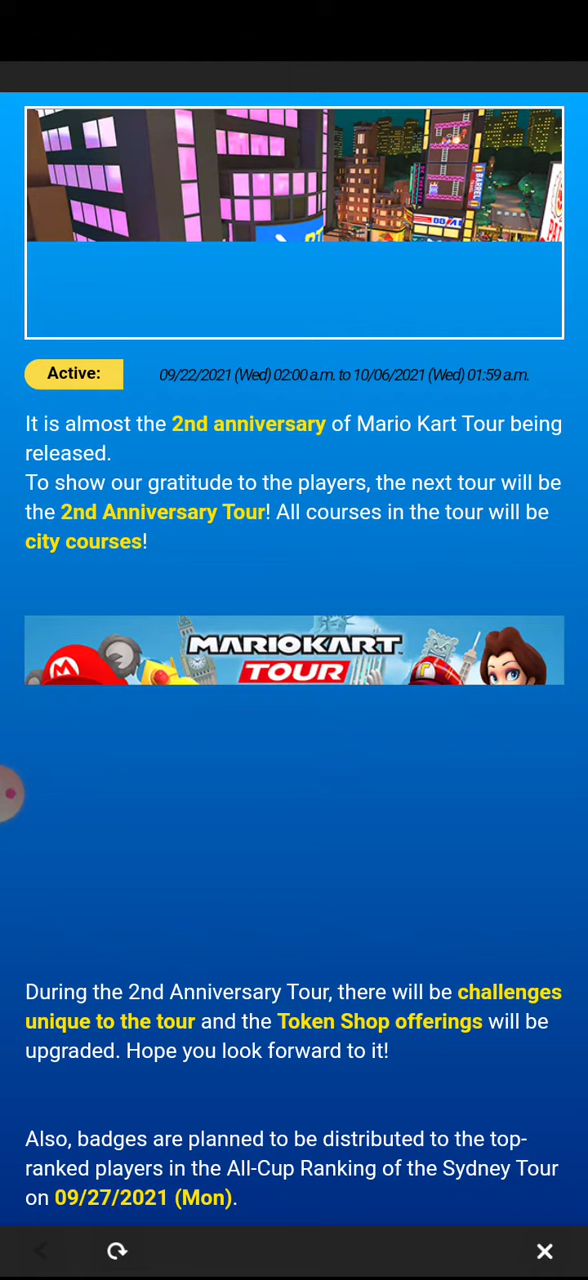 Active:
09/22/2021 (Wed) 02:00 a.m. to 10/06/2021 (Wed) 01:59 a.m.
It is almost the 2nd anniversary of Mario Kart Tour being
released.
To show our gratitude to the players, the next tour will be
the 2nd Anniversary Tour! All courses in the tour will be
city courses!
MARIOKART
TOUR
During the 2nd Anniversary Tour, there will be challenges
unique to the tour and the Token Shop offerings will be
upgraded. Hope you look forward to it!
Also, badges are planned to be distributed to the top-
ranked players in the All-Cup Ranking of the Sydney Tour
on 09/27/2021 (Mon).